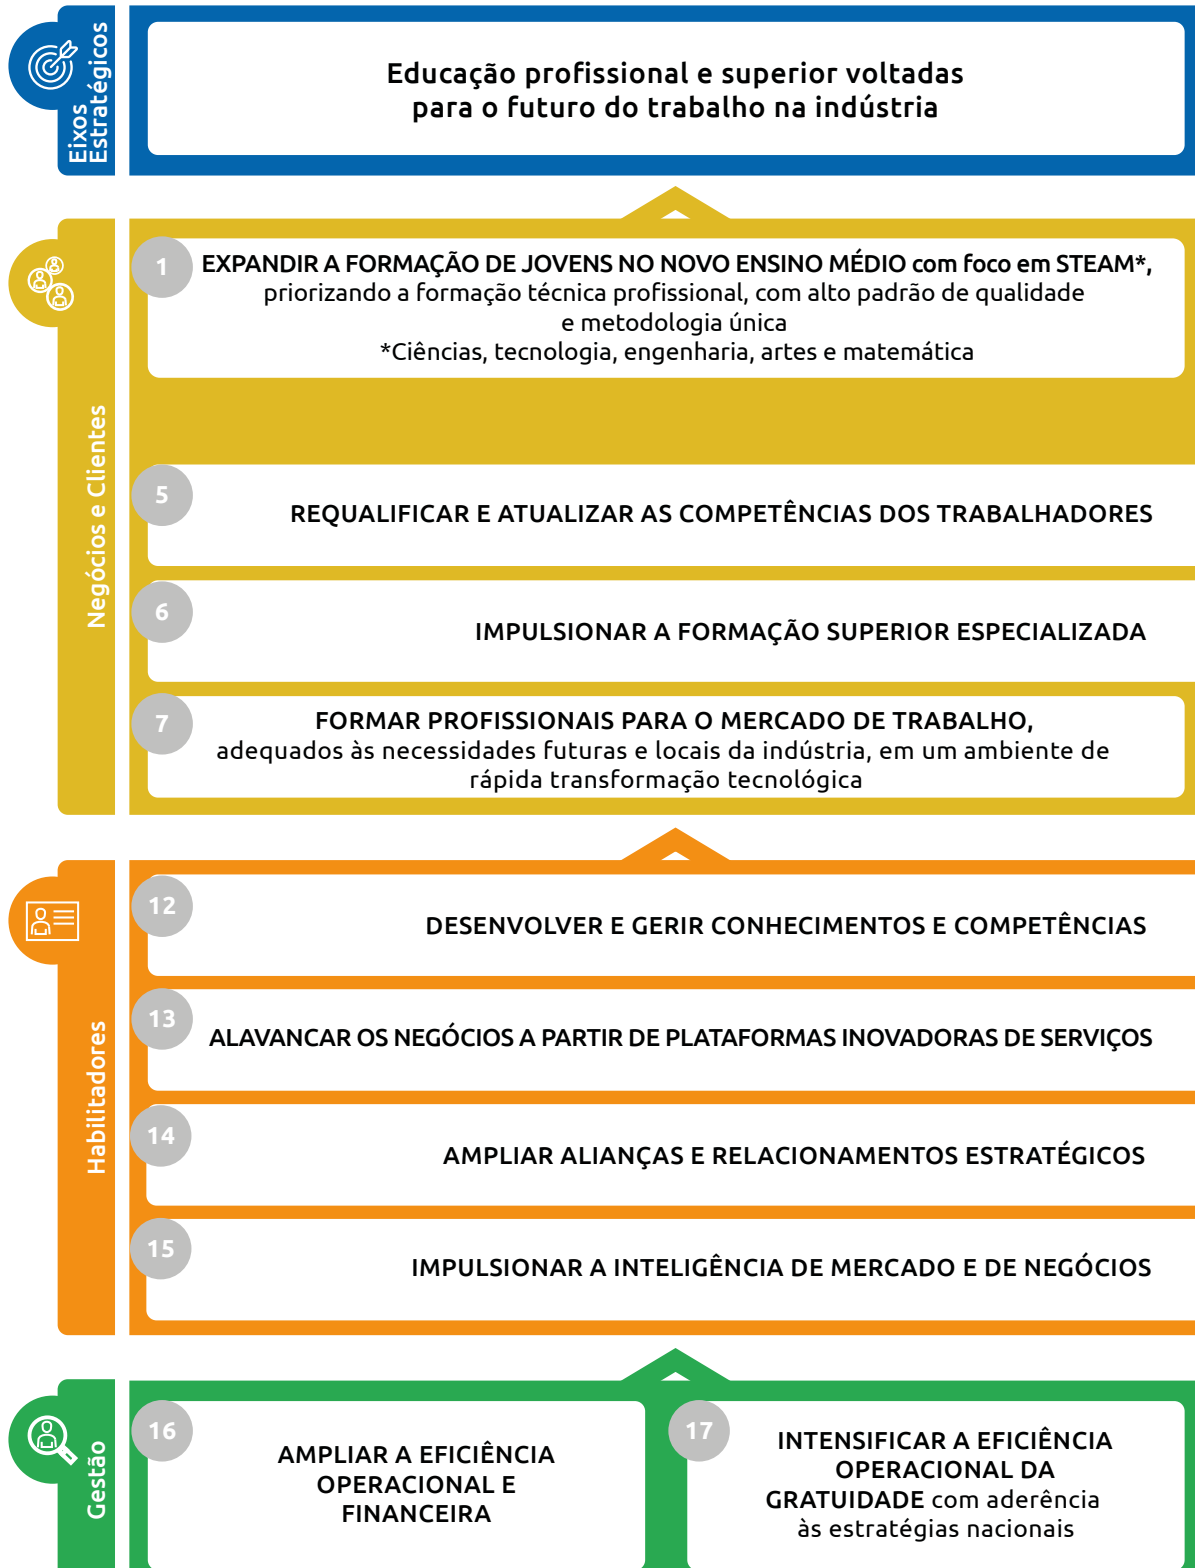 Eixos
Estratégicos
Educação profissional e superior voltadas
para o futuro do trabalho na indústria
Negócios e Clientes
1
EXPANDIR A FORMAÇÃO DE JOVENS NO NOVO ENSINO MÉDIO com foco em STEAM*,
priorizando a formação técnica profissional, com alto padrão de qualidade
e metodologia única
*Ciências, tecnologia, engenharia, artes e matemática
5
REQUALIFICAR E ATUALIZAR AS COMPETÊNCIAS DOS TRABALHADORES
6
IMPULSIONAR A FORMAÇÃO SUPERIOR ESPECIALIZADA
7
FORMAR PROFISSIONAIS PARA O MERCADO DE TRABALHO,
adequados às necessidades futuras e locais da indústria, em um ambiente de
rápida transformação tecnológica
Habilitadores
12
DESENVOLVER E GERIR CONHECIMENTOS E COMPETÊNCIAS
13
ALAVANCAR OS NEGÓCIOS A PARTIR DE PLATAFORMAS INOVADORAS DE SERVIÇOS
14
AMPLIAR ALIANÇAS E RELACIONAMENTOS ESTRATÉGICOS
15
IMPULSIONAR A INTELIGÊNCIA DE MERCADO E DE NEGÓCIOS
Gestão
16
AMPLIAR A EFICIÊNCIA
OPERACIONAL E
FINANCEIRA
17
INTENSIFICAR A EFICIÊNCIA
OPERACIONAL DA
GRATUIDADE com aderência
às estratégias nacionais